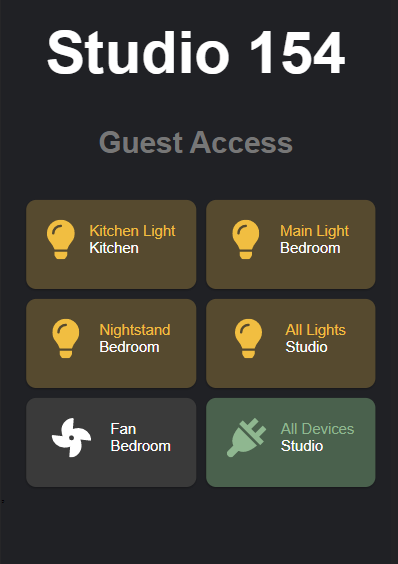 Studio 154
Guest Access
Kitchen Light
Kitchen
Main Light
Bedroom
Nightstand
Bedroom
All Lights
Studio
Fan
Bedroom
All Devices
Studio